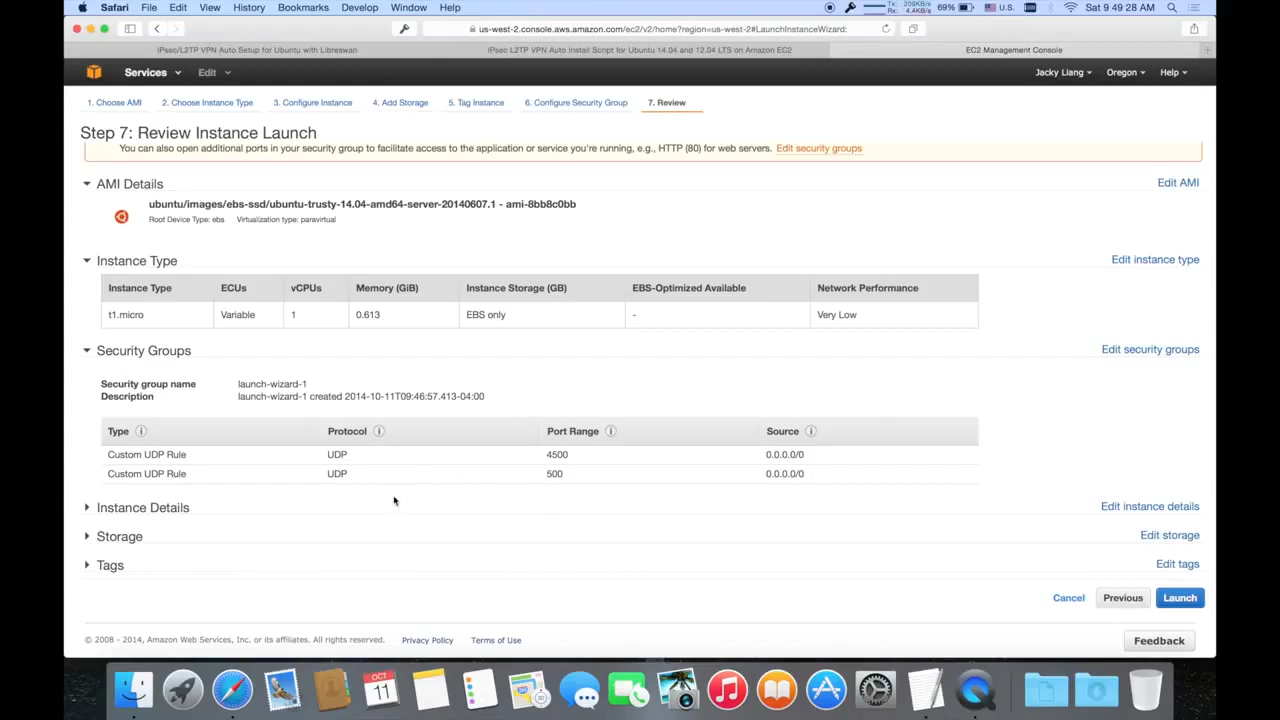 Safari File Edit View History Bookmarks Develop Window Help
Tx: 208KB/s
Rx: 4.4KB/s
69% U.S. Sat 9:49:28 AM
us-west-2.console.aws.amazon.com/ec2/v2/home?region=us-west-2#LaunchInstanceWizard:
IPsec/L2TP VPN Auto Setup for Ubuntu with Libreswan
IPsec L2TP VPN Auto Install Script for Ubuntu 14.04 and 12.04 LTS on Amazon EC2
EC2 Management Console
Services Edit Jacky Liang Oregon Help
1. Choose AMI 2. Choose Instance Type 3. Configure Instance 4. Add Storage 5. Tag Instance 6. Configure Security Group 7. Review
Step 7: Review Instance Launch
You can also open additional ports in your security group to facilitate access to the application or service you're running, e.g., HTTP (80) for web servers. Edit security groups
AMI Details Edit AMI
ubuntu/images/ebs-ssd/ubuntu-trusty-14.04-amd64-server-20140607.1 - ami-8bb8c0bb
Root Device Type: ebs Virtualization type: paravirtual
Instance Type Edit instance type
Instance Type ECUs vCPUs Memory (GiB) Instance Storage (GB) EBS-Optimized Available Network Performance
t1.micro Variable 1 0.613 EBS only - Very Low
Security Groups Edit security groups
Security group name launch-wizard-1
Description launch-wizard-1 created 2014-10-11T09:46:57.413-04:00
Type Protocol Port Range Source
Custom UDP Rule UDP 4500 0.0.0.0/0
Custom UDP Rule UDP 500 0.0.0.0/0
Instance Details Edit instance details
Storage Edit storage
Tags Edit tags
Cancel Previous Launch
© 2008 - 2014, Amazon Web Services, Inc. or its affiliates. All rights reserved. Privacy Policy Terms of Use
Feedback
OCT
11